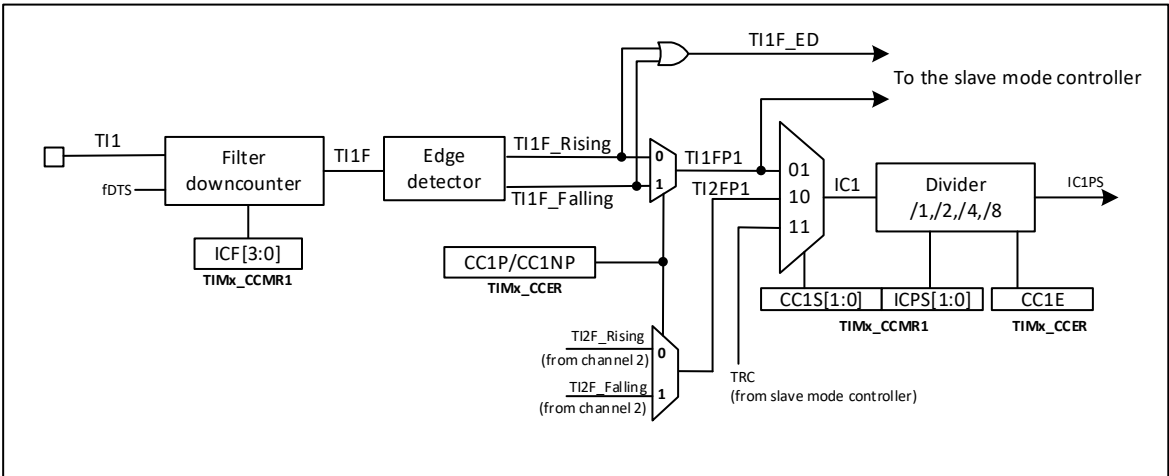 TI1F_ED
To the slave mode controller
TI1
Filter
downcounter
fDTS
TI1F
Edge
detector
TI1F_Rising
TI1F_Falling
0
1
TI1FP1
TI2FP1
01
10
11
IC1
Divider
/1,/2,/4,/8
IC1PS
ICF[3:0]
TIMx_CCMR1
CC1P/CC1NP
TIMx_CCER
CC1S[1:0]
ICPS[1:0]
TIMx_CCMR1
CC1E
TIMx_CCER
TI2F_Rising
(from channel 2)
0
TI2F_Falling
(from channel 2)
1
TRC
(from slave mode controller)